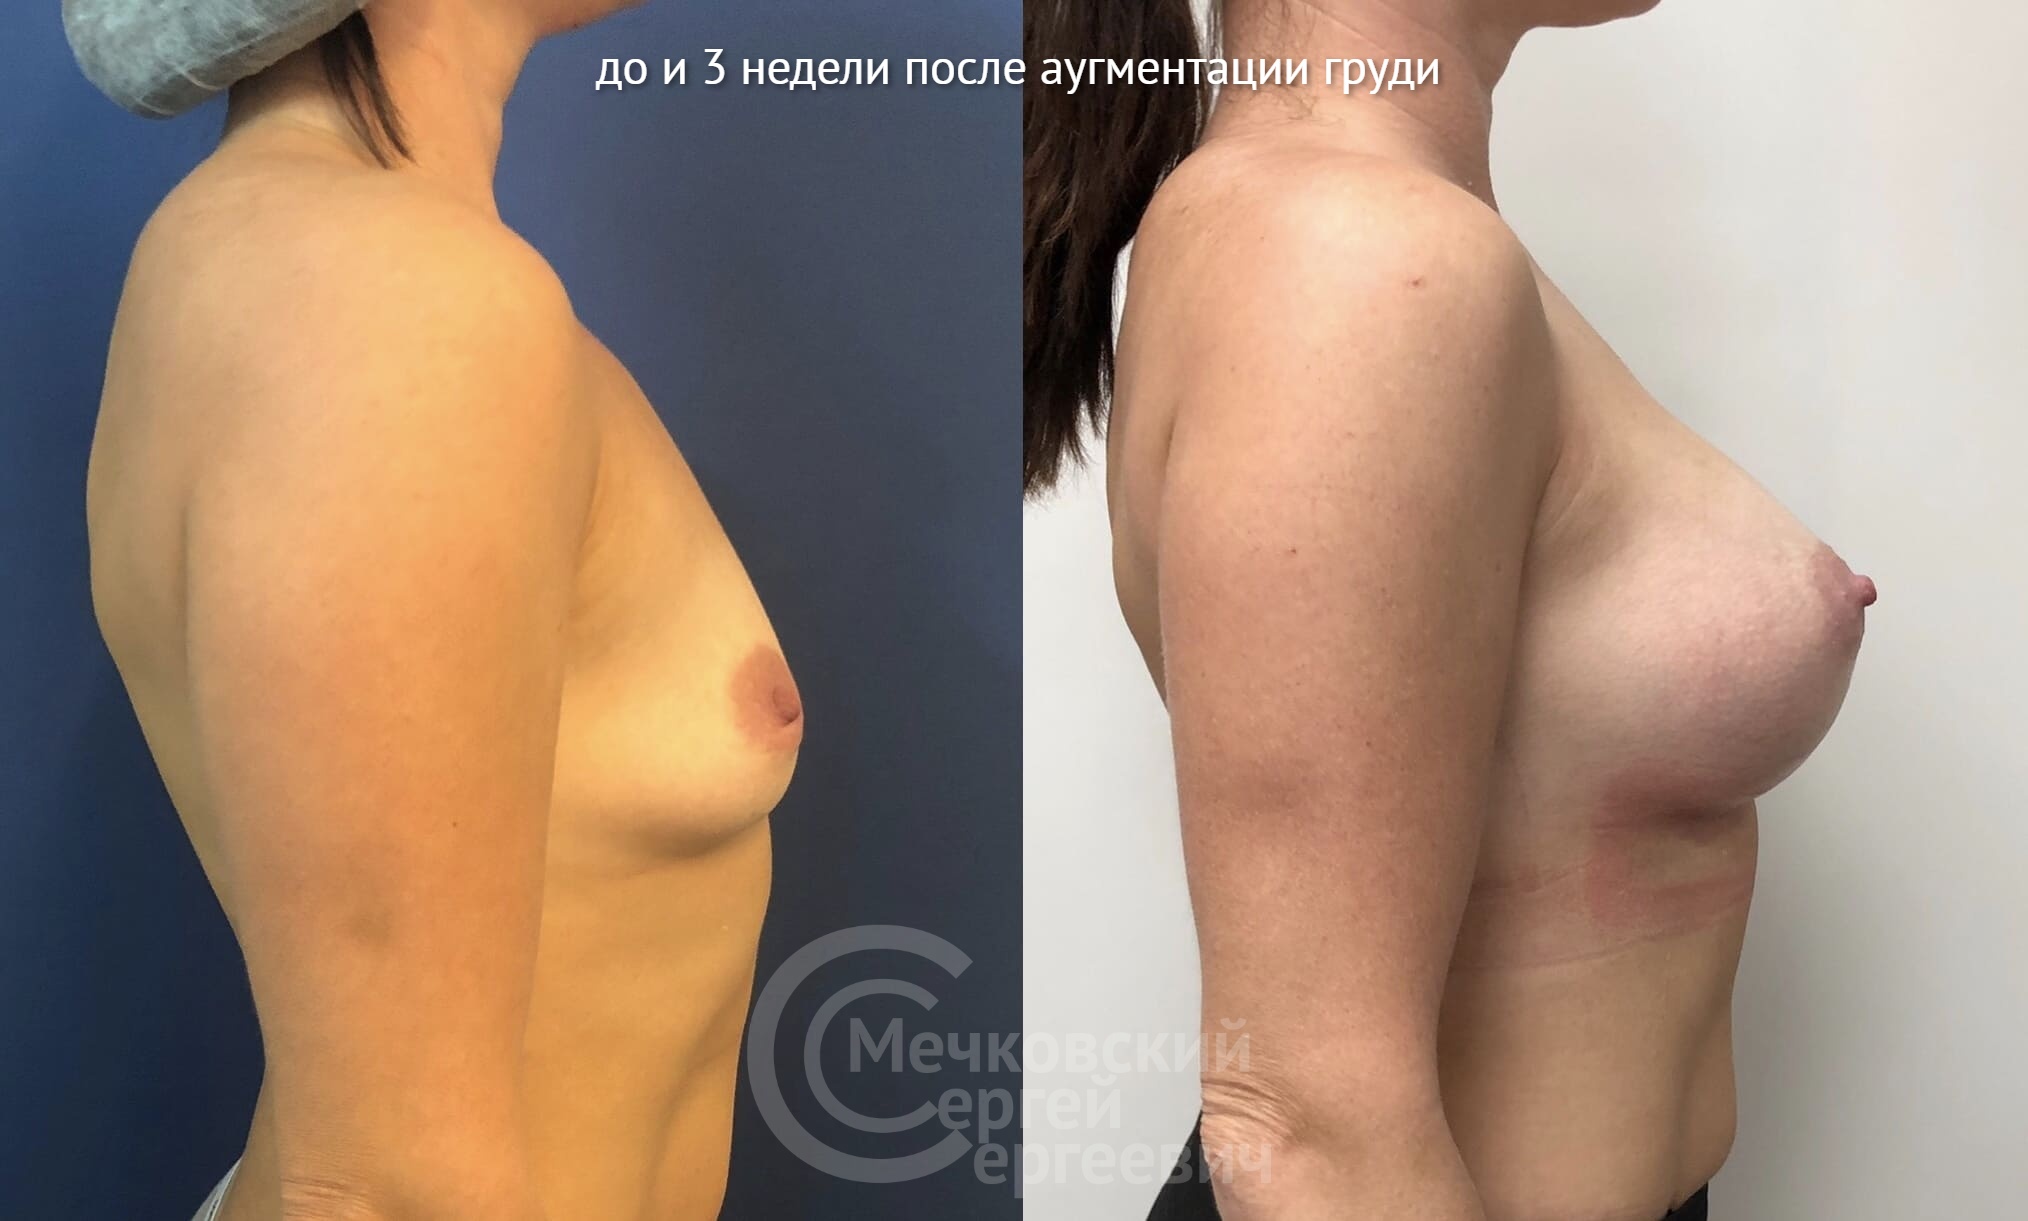 до и 3 недели после аугментации груди
Мечковский
Сергей
Сергеевич